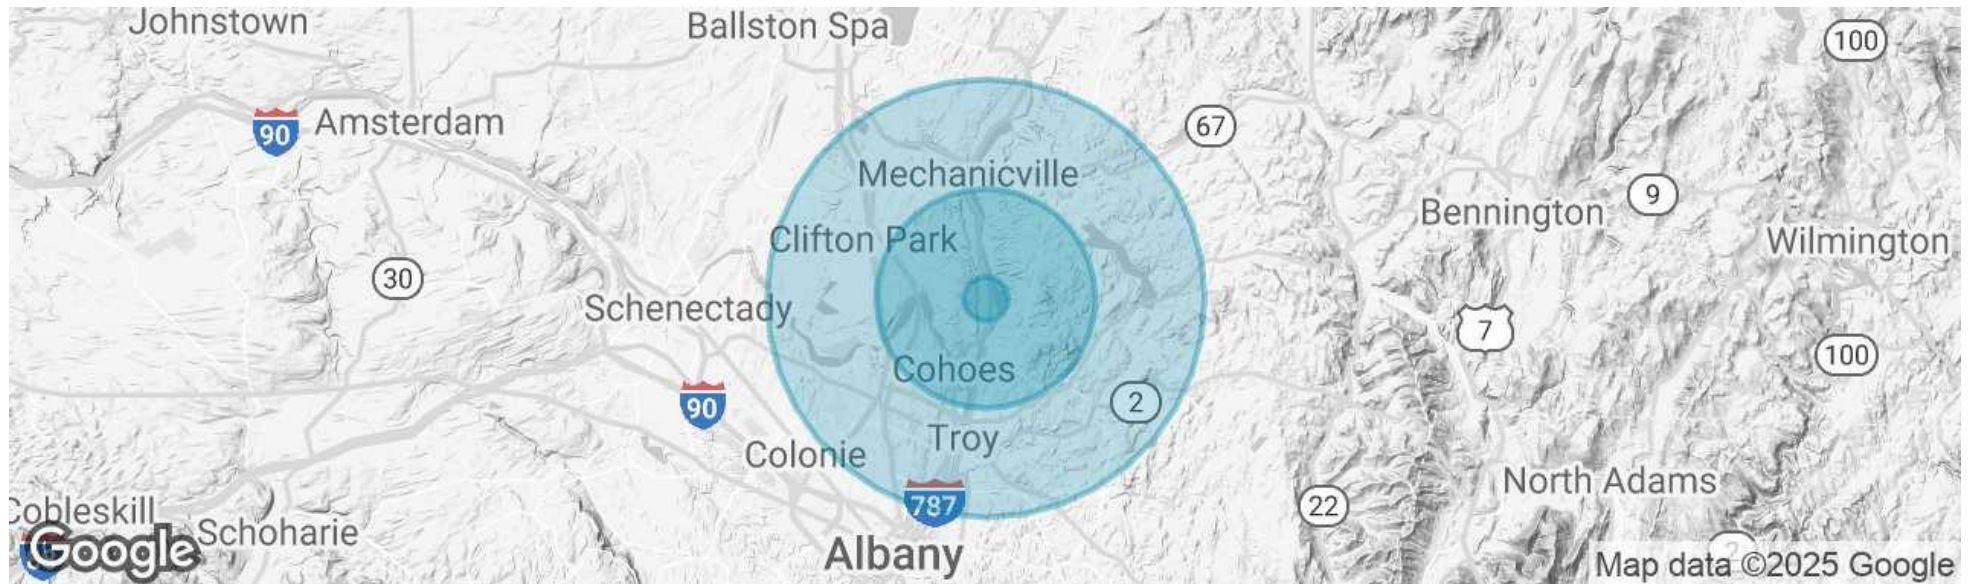 Johnstown
Ballston Spa
100
90
Amsterdam
67
Mechanicville
9
Bennington
Clifton Park
Wilmington
30
Schenectady
7
100
Cohoes
90
2
Troy
Colonie
North Adams
787
22
Cobleskill
Schoharie
Google
Albany
Map data ©2025 Google